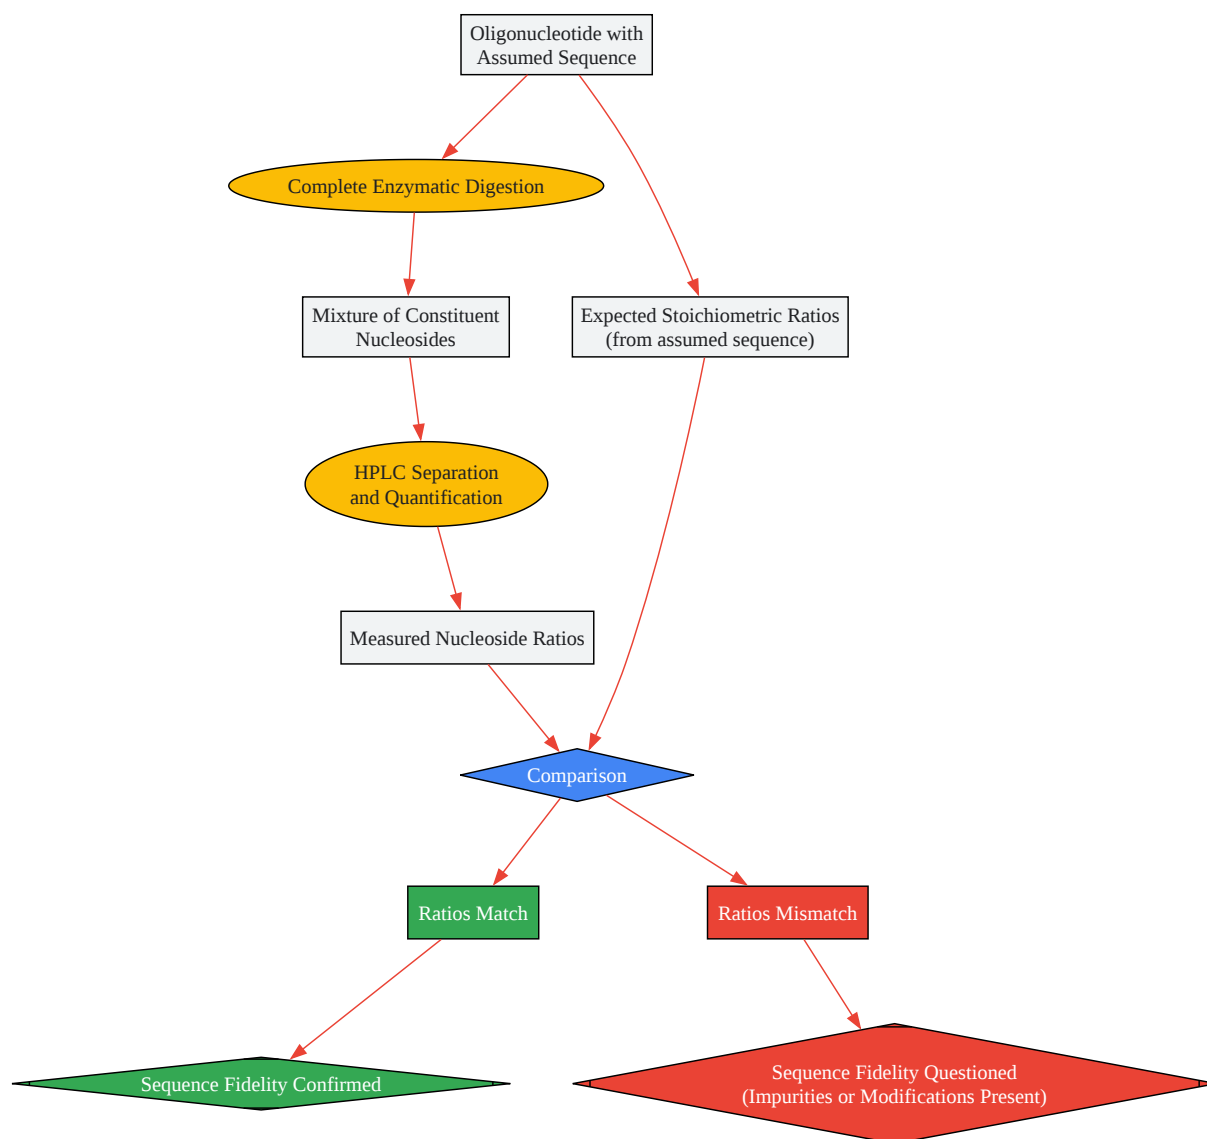 Oligonucleotide with
Assumed Sequence
Complete Enzymatic Digestion
Mixture of Constituent
Nucleosides
Expected Stoichiometric Ratios
(from assumed sequence)
HPLC Separation
and Quantification
Measured Nucleoside Ratios
Comparison
Ratios Match
Ratios Mismatch
Sequence Fidelity Confirmed
Sequence Fidelity Questioned
(Impurities or Modifications Present)